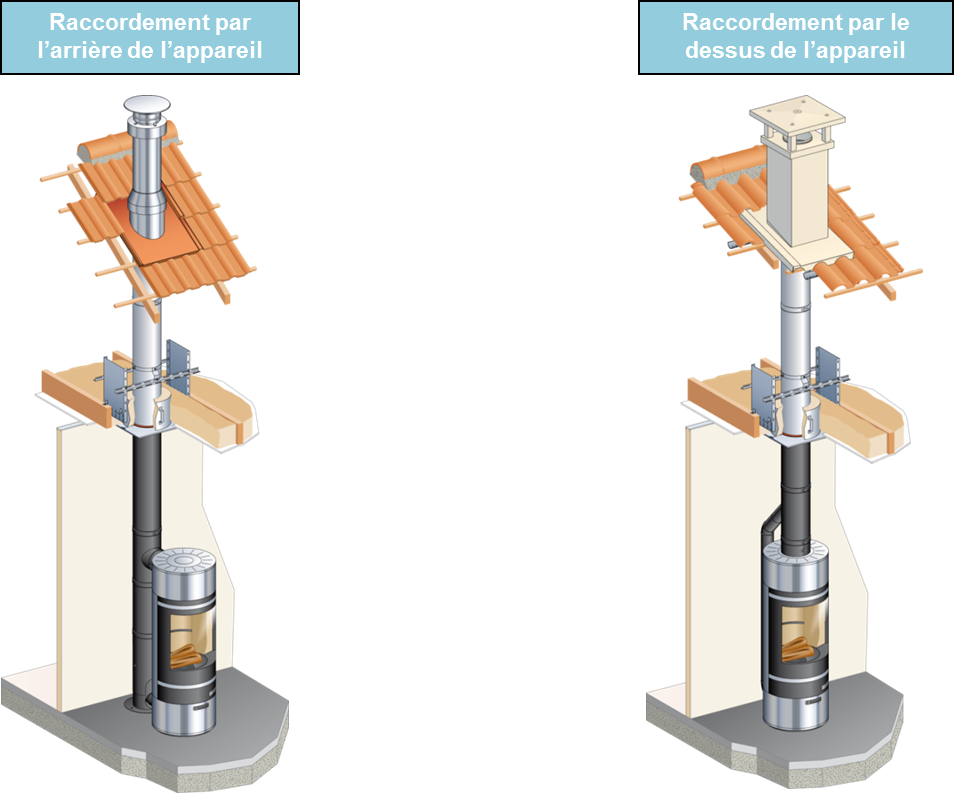 Raccordement par
l’arrière de l’appareil
Raccordement par le
dessus de l’appareil